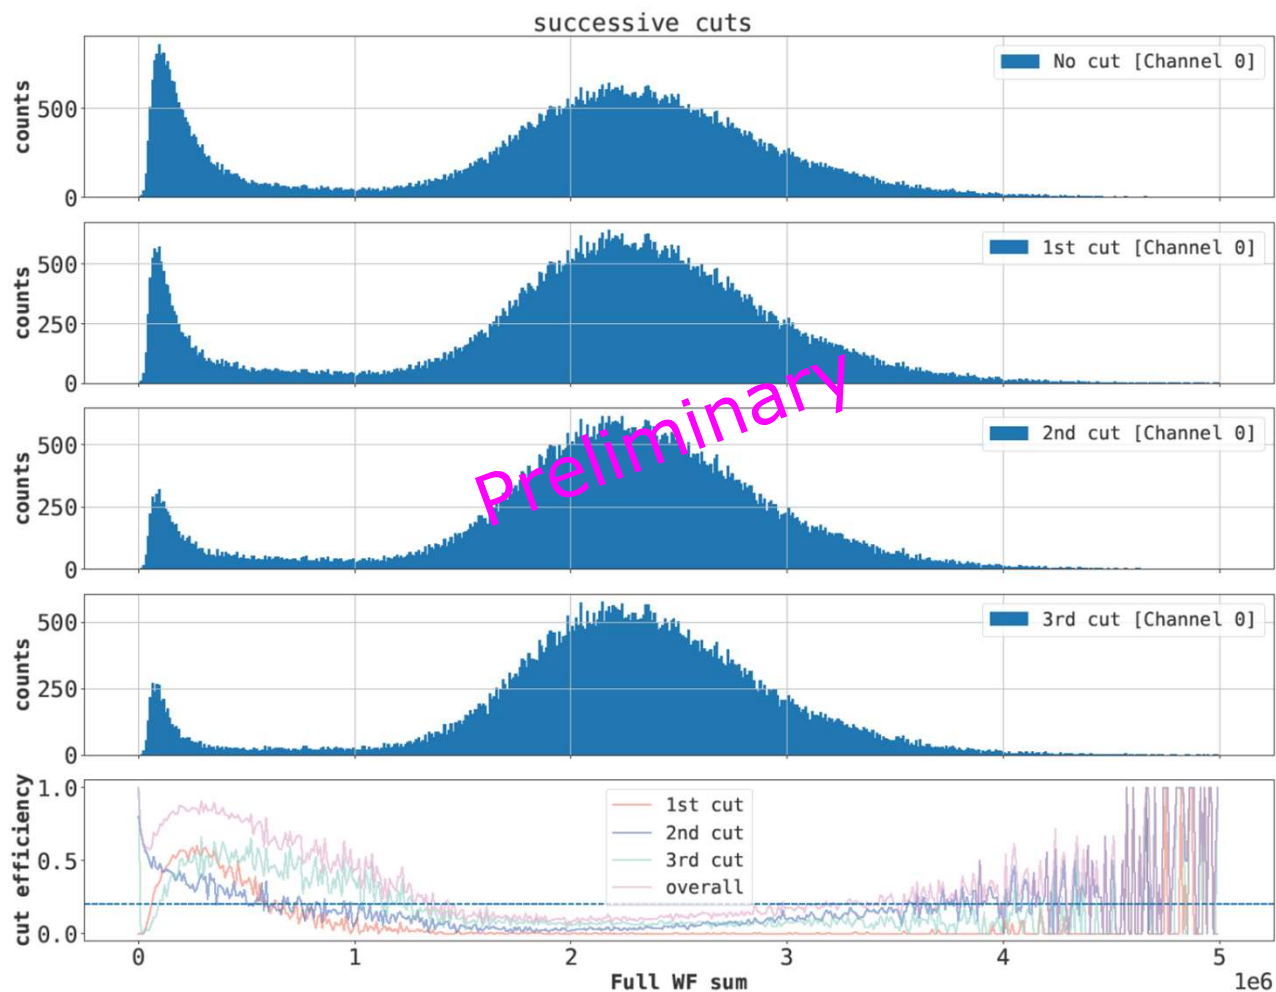 successive cuts
counts
500
0
No cut [Channel 0]
counts
500
250
0
1st cut [Channel 0]
counts
500
250
0
2nd cut [Channel 0]
Preliminary
counts
500
250
0
3rd cut [Channel 0]
cut efficiency
1.0
0.5
0.0
1st cut
2nd cut
3rd cut
overall
0 1 2 3 4 5
Full WF sum
1e6